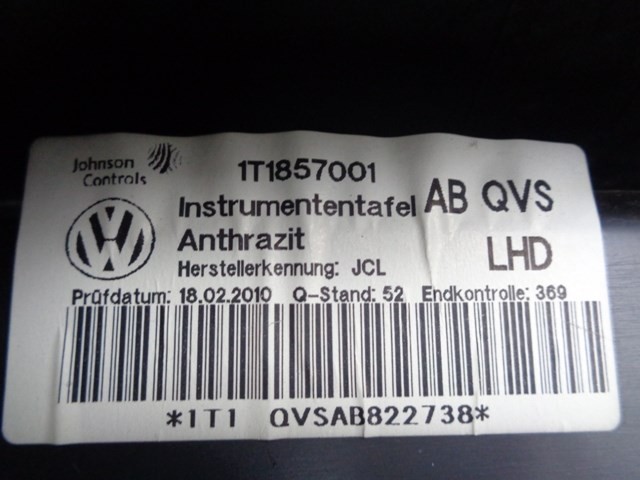 Johnson
Controls
1T1857001
Instrumententafel AB QVS
Anthrazit
LHD
Herstellerkennung: JCL
Prüfdatum: 18.02.2010 Q-Stand: 52 Endkontrolle: 369
*1T1 QVSAB822738*